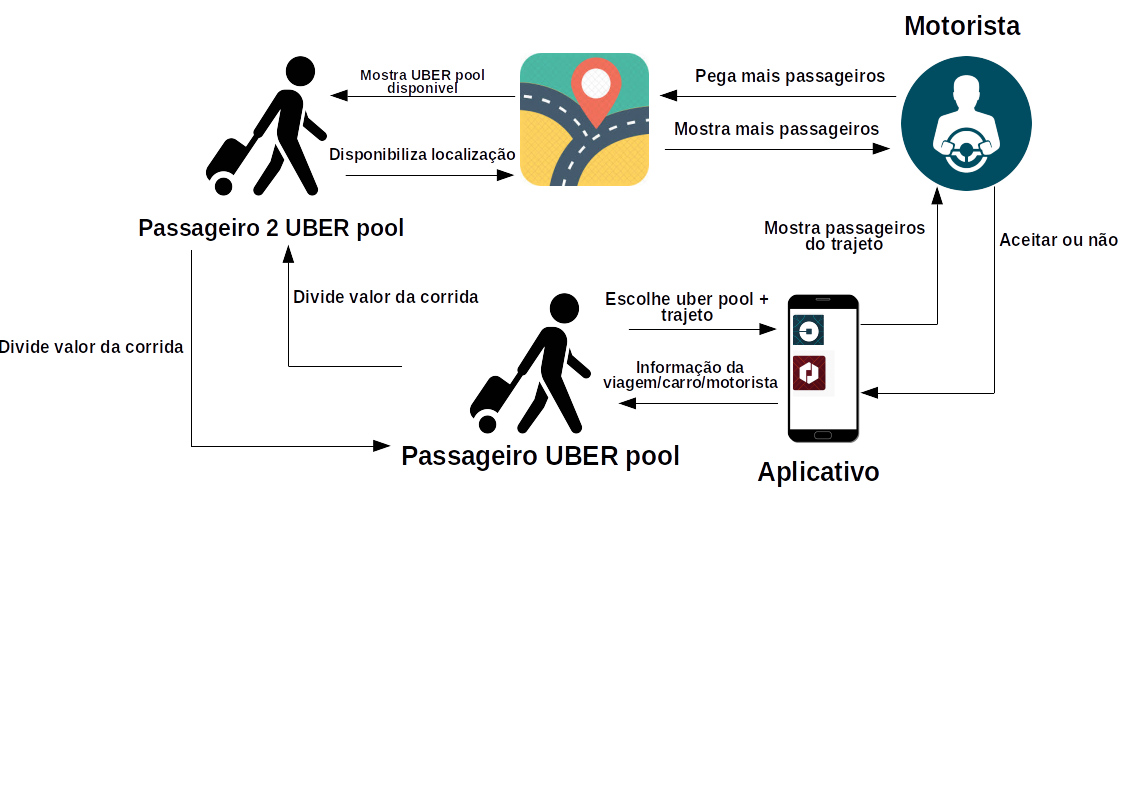 Motorista
Mostra UBER pool
disponivel
Pega mais passageiros
Mostra mais passageiros
Disponibiliza localização
Passageiro 2 UBER pool
Mostra passageiros
do trajeto
Aceitar ou não
Divide valor da corrida
Escolhe uber pool +
trajeto
Divide valor da corrida
Informação da
viagem/carro/motorista
Passageiro UBER pool
Aplicativo